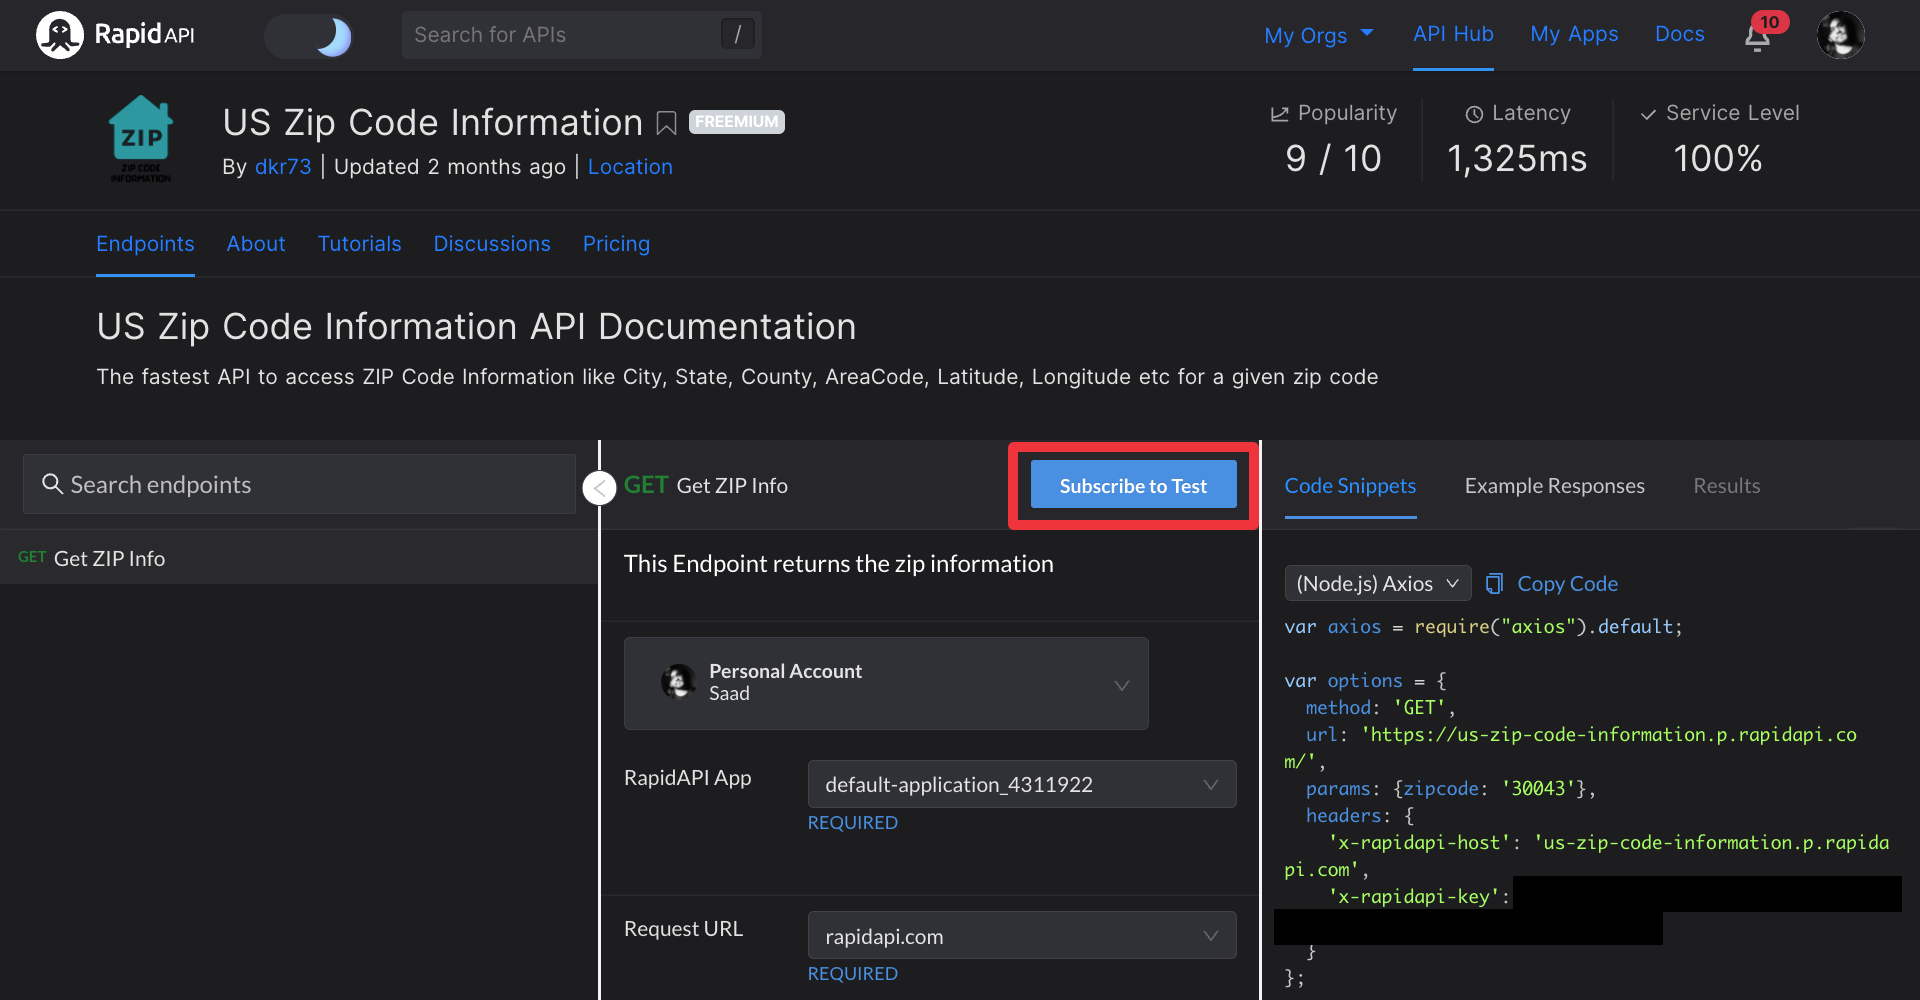 RapidAPI
Search for APIs
/
My Orgs
API Hub
My Apps
Docs
10
ZIP
ZIP CODE
INFORMATION
US Zip Code Information
FREEMIUM
By dkr73 | Updated 2 months ago | Location
Popularity
9 / 10
Latency
1,325ms
Service Level
100%
Endpoints
About
Tutorials
Discussions
Pricing
US Zip Code Information API Documentation
The fastest API to access ZIP Code Information like City, State, County, AreaCode, Latitude, Longitude etc for a given zip code
Search endpoints
GET Get ZIP Info
GET Get ZIP Info
Subscribe to Test
This Endpoint returns the zip information
Personal Account
Saad
RapidAPI App
default-application_4311922
REQUIRED
Request URL
rapidapi.com
REQUIRED
Code Snippets
Example Responses
Results
(Node.js) Axios
Copy Code
var axios = require("axios").default;
var options = {
method: 'GET',
url: 'https://us-zip-code-information.p.rapidapi.co
m/',
params: {zipcode: '30043'},
headers: {
'x-rapidapi-host': 'us-zip-code-information.p.rapida
pi.com',
'x-rapidapi-key':
}
};